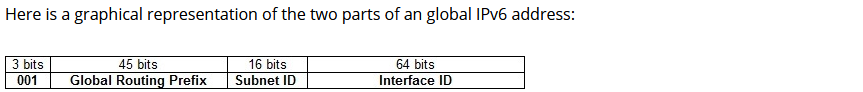 Here is a graphical representation of the two parts of an global IPv6 address:
3 bits 45 bits 16 bits 64 bits
001 Global Routing Prefix Subnet ID Interface ID